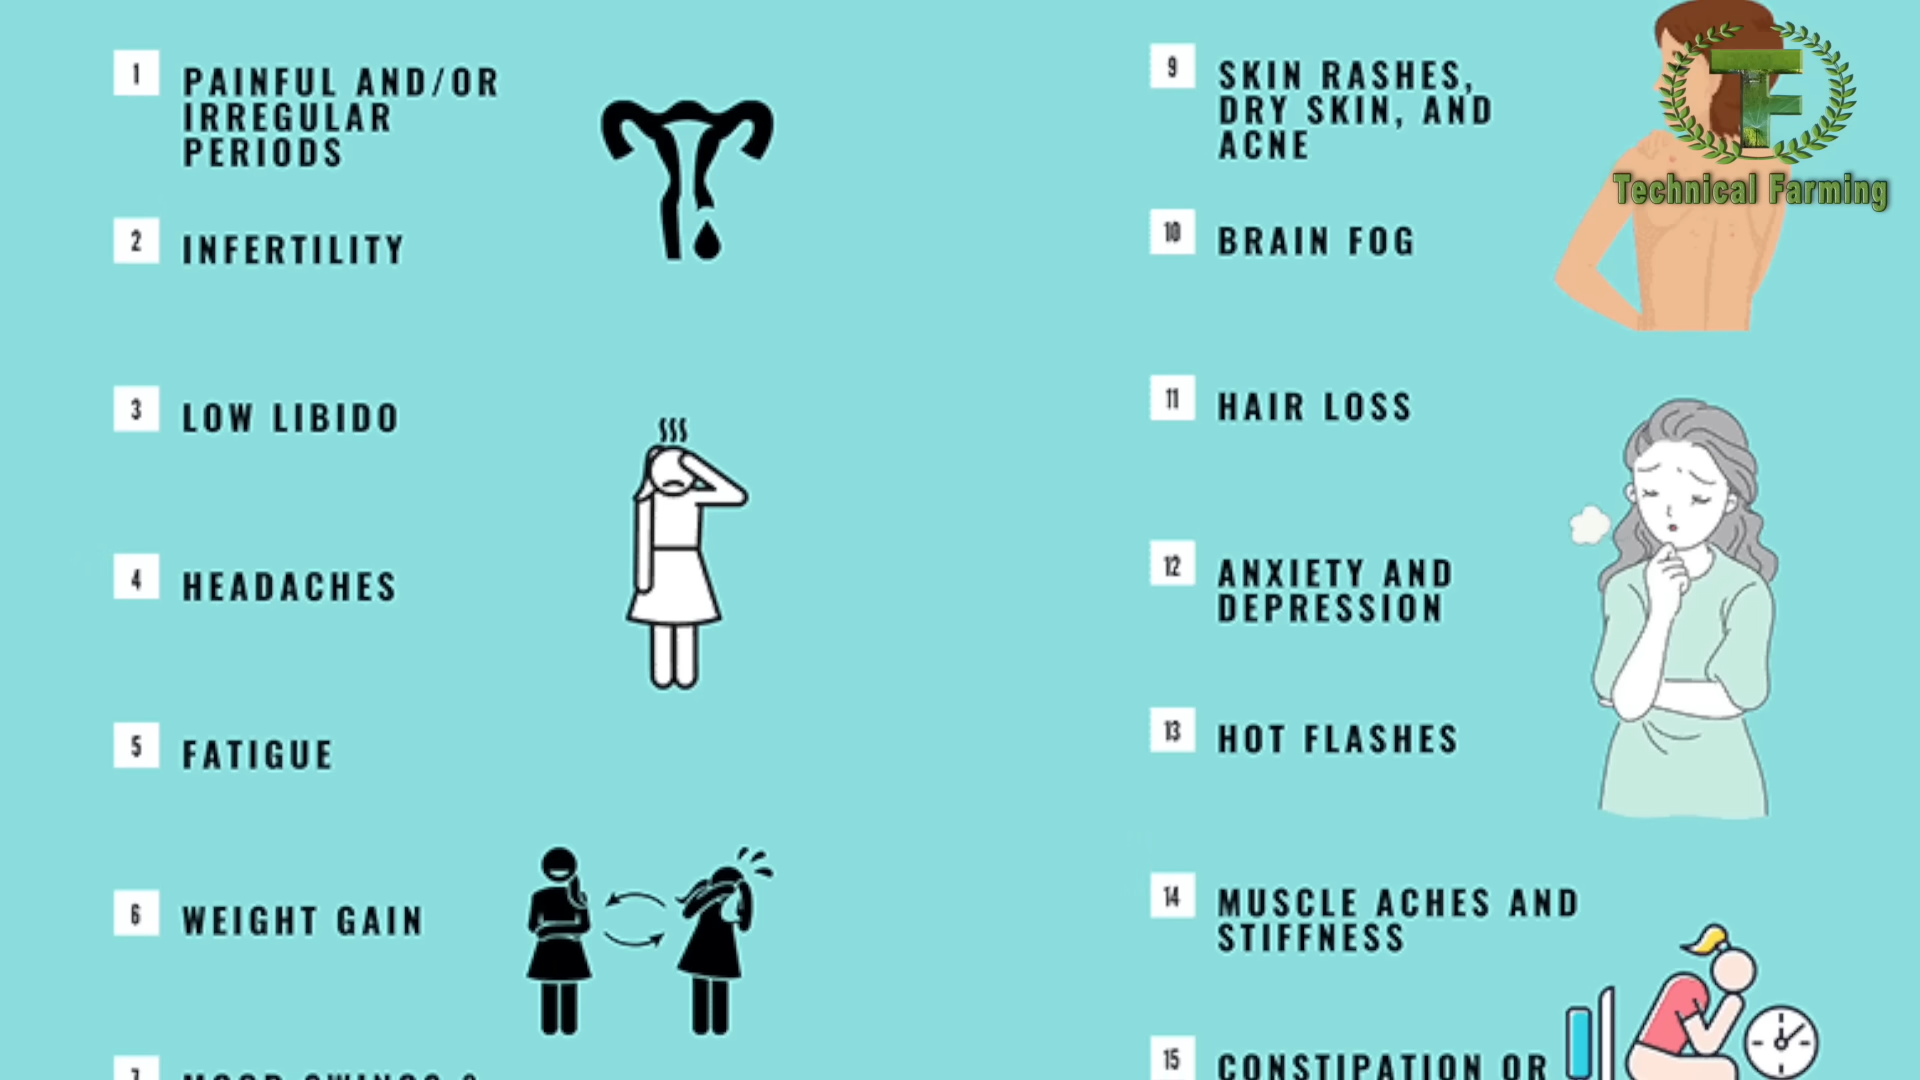 1
PAINFUL AND/OR
IRREGULAR
PERIODS
2
INFERTILITY
3
LOW LIBIDO
4
HEADACHES
5
FATIGUE
6
WEIGHT GAIN
7
9
SKIN RASHES,
DRY SKIN, AND
ACNE
10
BRAIN FOG
11
HAIR LOSS
12
ANXIETY AND
DEPRESSION
13
HOT FLASHES
14
MUSCLE ACHES AND
STIFFNESS
15
CONSTIPATION OR
TF
Technical Farming